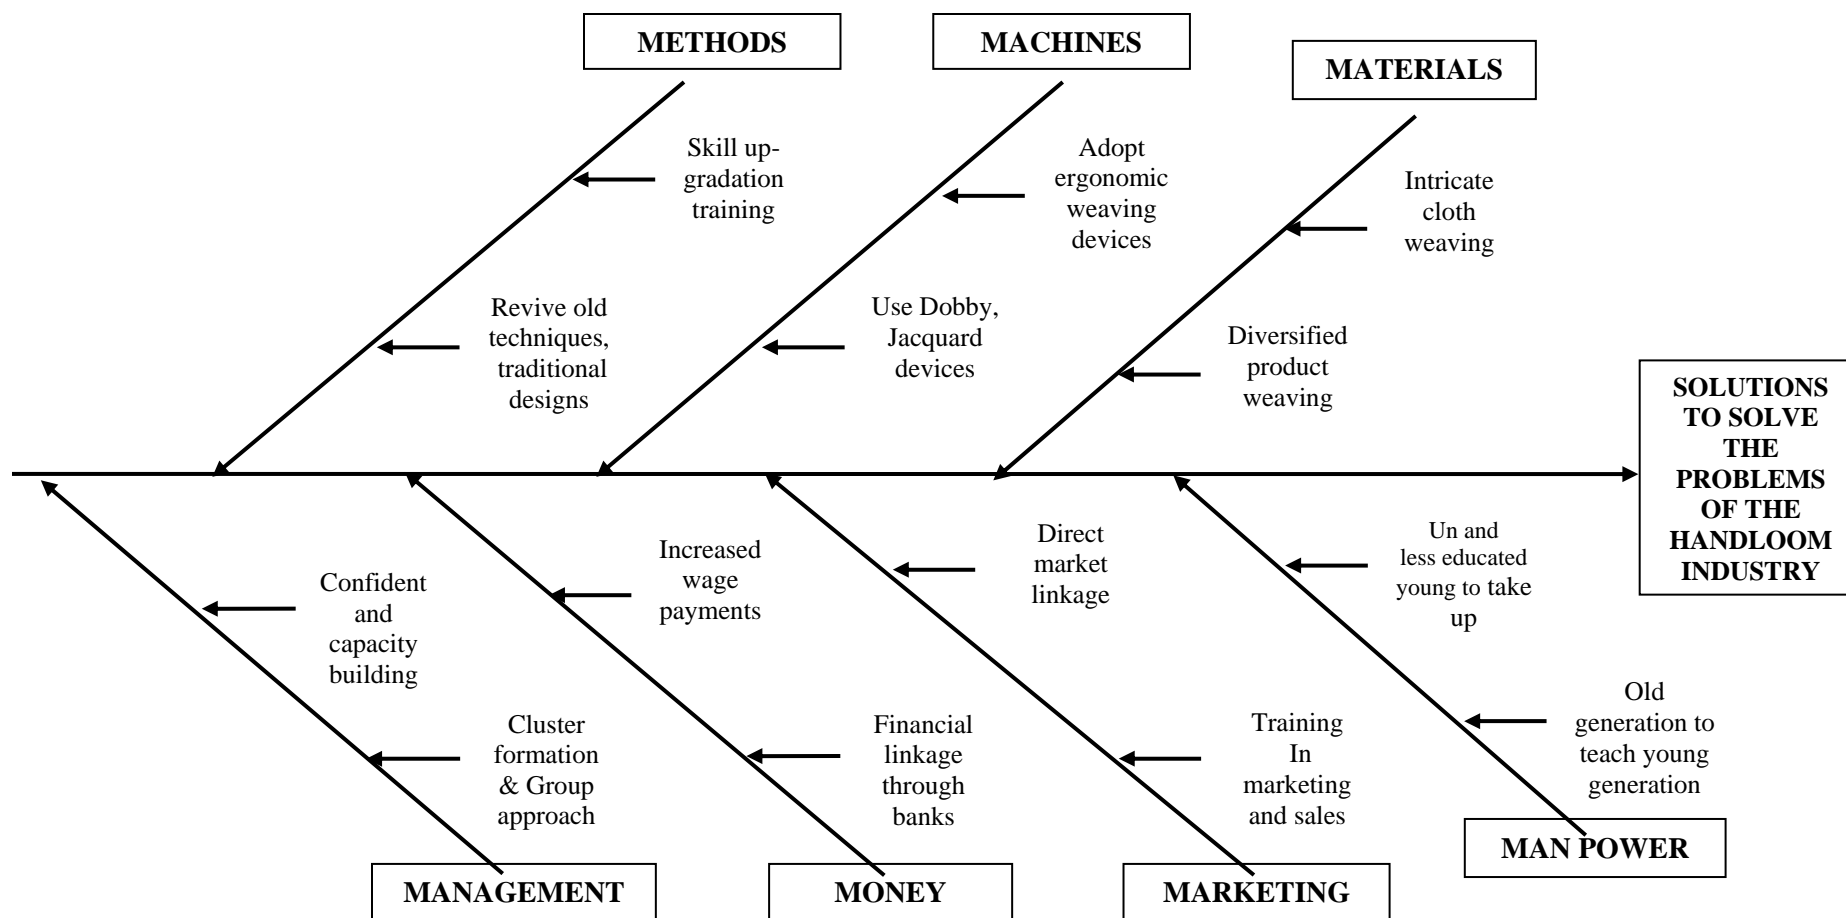 METHODS
MACHINES
MATERIALS
Skill up-
gradation
training
Adopt
ergonomic
weaving
devices
Intricate
cloth
weaving
Revive old
techniques,
traditional
designs
Use Dobby,
Jacquard
devices
Diversified
product
weaving
SOLUTIONS
TO SOLVE
THE
PROBLEMS
OF THE
HANDLOOM
INDUSTRY
Confident
and
capacity
building
Increased
wage
payments
Direct
market
linkage
Un and
less educated
young to take
up
Cluster
formation
& Group
approach
Financial
linkage
through
banks
Training
In
marketing
and sales
Old
generation to
teach young
generation
MANAGEMENT
MONEY
MARKETING
MAN POWER